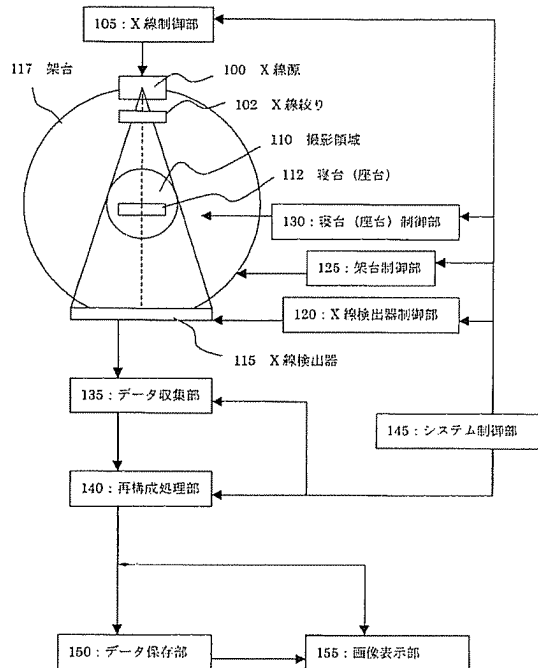 105：X線制御部
117 架台
100 X線源
102 X線絞り
110 撮影領域
112 寝台（座台）
130：寝台（座台）制御部
125：架台制御部
120：X線検出器制御部
115 X線検出器
135：データ収集部
145：システム制御部
140：再構成処理部
150：データ保存部
155：画像表示部